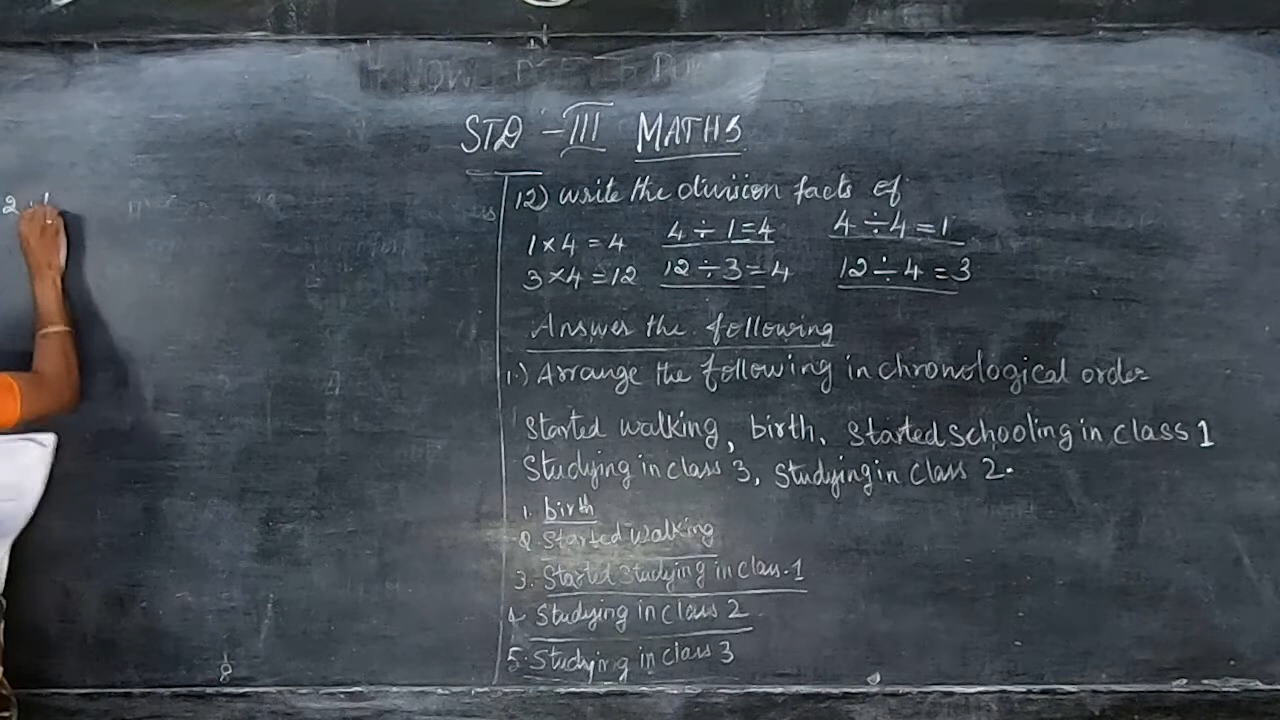 STD - III MATHS
2
12) write the division facts of
1 × 4 = 4 4 ÷ 1 = 4 4 ÷ 4 = 1
3 × 4 = 12 12 ÷ 3 = 4 12 ÷ 4 = 3
Answer the following
1.) Arrange the following in chronological order
Started walking, birth, Started schooling in class 1
Studying in class 3, Studying in class 2.
1. birth
2 Started walking
3. Started studying in class.1
4. Studying in class 2
5. Studying in class 3